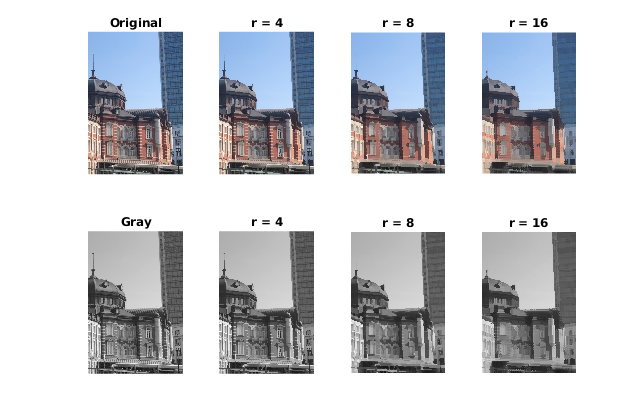 Original r = 4 r = 8 r = 16
Gray r = 4 r = 8 r = 16